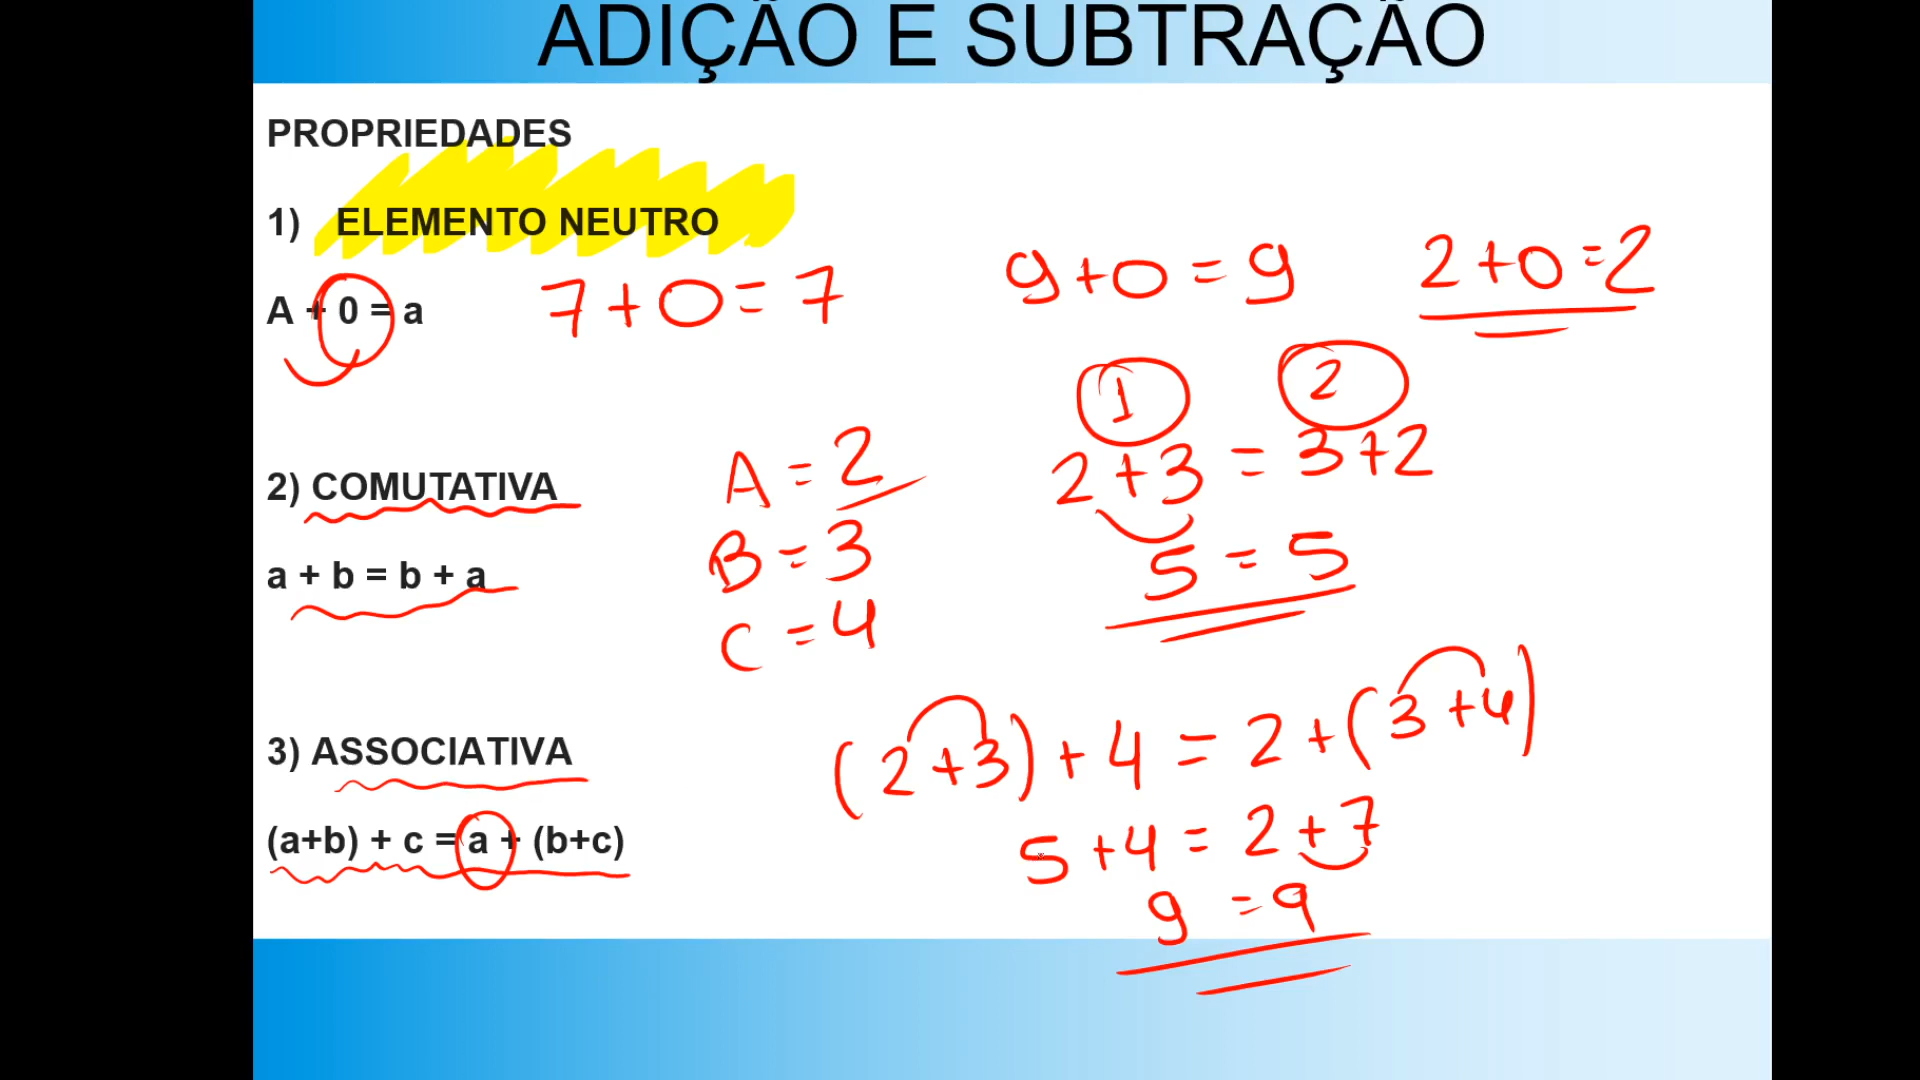 ADIÇÃO E SUBTRAÇÃO
PROPRIEDADES
1) ELEMENTO NEUTRO
A + 0 = a
7+0=7
9+0=9
2+0=2
2) COMUTATIVA
a + b = b + a
A = 2
B = 3
C = 4
1
2
2+3 = 3+2
5 = 5
3) ASSOCIATIVA
(a+b) + c = a + (b+c)
(2+3)+4 = 2+(3+4)
5+4 = 2+7
9 = 9